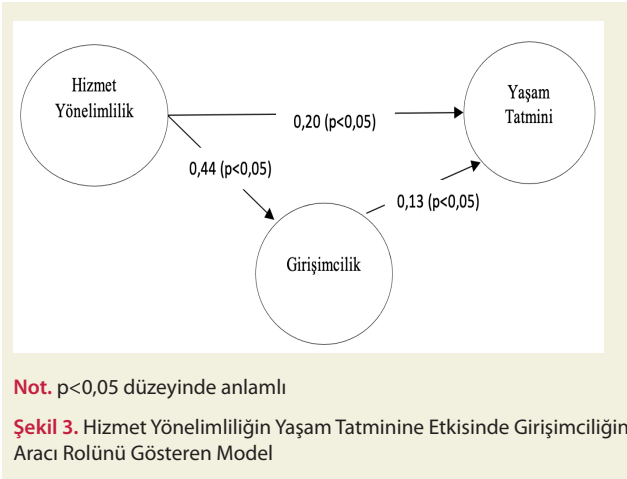 Hizmet
Yönelimlilik
Yaşam
Tatmini
0,20 (p<0,05)
0,44 (p<0,05)
0,13 (p<0,05)
Girişimcilik
Not. p<0,05 düzeyinde anlamlı
Şekil 3. Hizmet Yönelimliliğin Yaşam Tatminine Etkisinde Girişimciliğin
Aracı Rolünü Gösteren Model